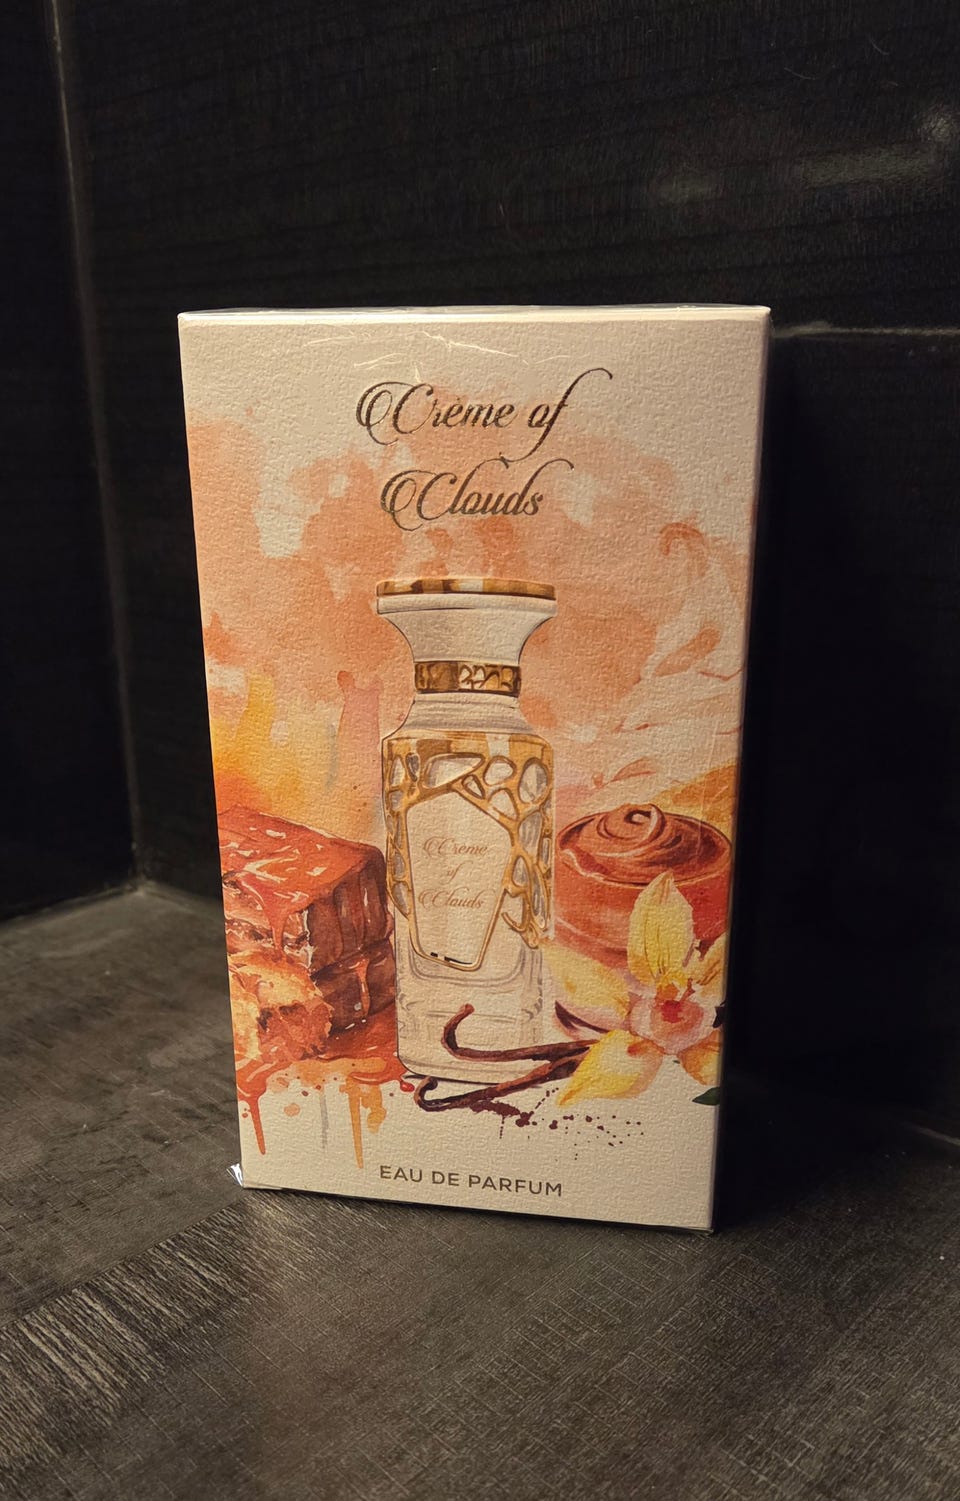 Crème of
Clouds
Crème
of
Clouds
EAU DE PARFUM